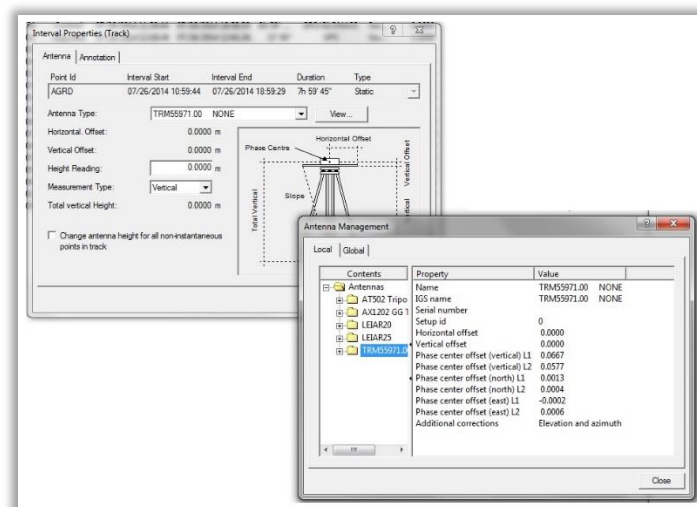 Interval Properties (Track)
Antenna Annotation
Point Id Interval Start Interval End Duration Type
AGRD 07/26/2014 10:59:44 07/26/2014 18:59:29 7h 59' 45" Static
Antenna Type: TRM55971.00 NONE View...
Horizontal. Offset: 0.0000 m
Vertical Offset: 0.0000 m
Height Reading: 0.0000 m
Measurement Type: Vertical
Total vertical Height: 0.0000 m
Change antenna height for all non-instantaneous
points in track
Horizontal Offset
Phase Centre
Vertical Offset
Slope
Total Vertical
Antenna Management
Local Global
Contents Property Value
Antennas Name TRM55971.00 NONE
AT502 Tripo IGS name TRM55971.00 NONE
AX1202 GG T Serial number
LEIAR20 Setup id 0
LEIAR25 Horizontal offset 0.0000
TRM55971.0 Vertical offset 0.0000
Phase center offset (vertical) L1 0.0667
Phase center offset (vertical) L2 0.0577
Phase center offset (north) L1 0.0013
Phase center offset (north) L2 0.0004
Phase center offset (east) L1 -0.0002
Phase center offset (east) L2 0.0006
Additional corrections Elevation and azimuth
Close